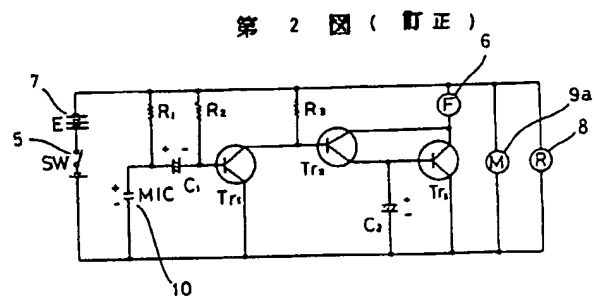 第 2 図 ( 訂正 )
6
7
9a
8
5
E
SW
R₁
R₂
R₃
F
M
R
+ -
C₁
+
-
MIC
Tr₁
Tr₂
Tr₃
C₂
+
-
10